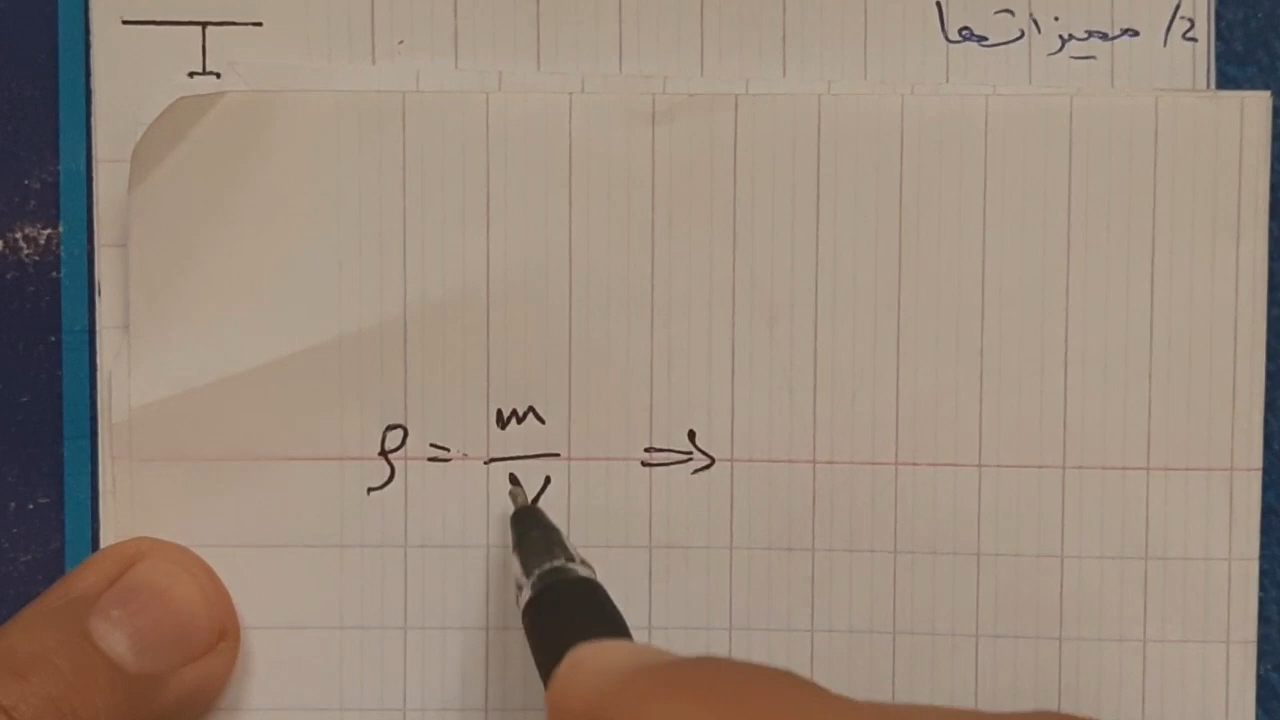 2/ مميزاتها
ρ = m/V ⇒